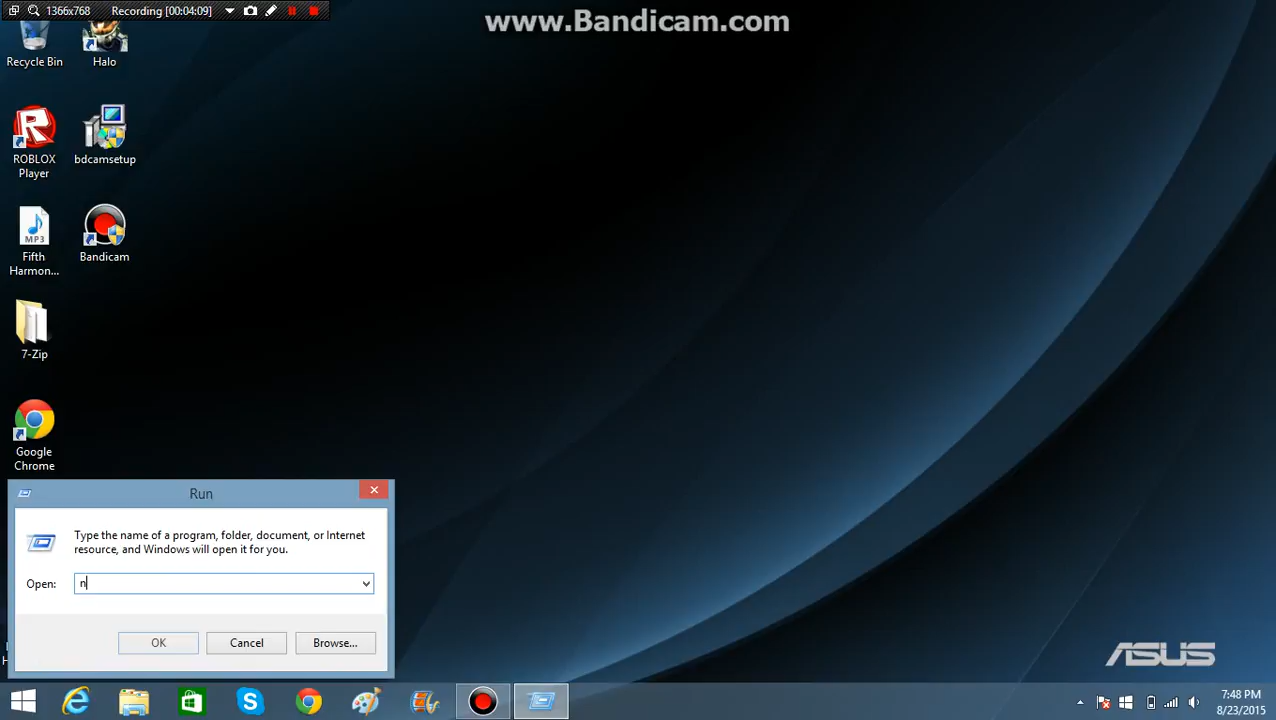 1366x768 Recording [00:04:09]
www.Bandicam.com
Recycle Bin
Halo
ROBLOX
Player
bdcamsetup
MP3
Fifth
Harmon...
Bandicam
7-Zip
Google
Chrome
Run
Type the name of a program, folder, document, or Internet
resource, and Windows will open it for you.
Open: n
OK
Cancel
Browse...
ASUS
7:48 PM
8/23/2015